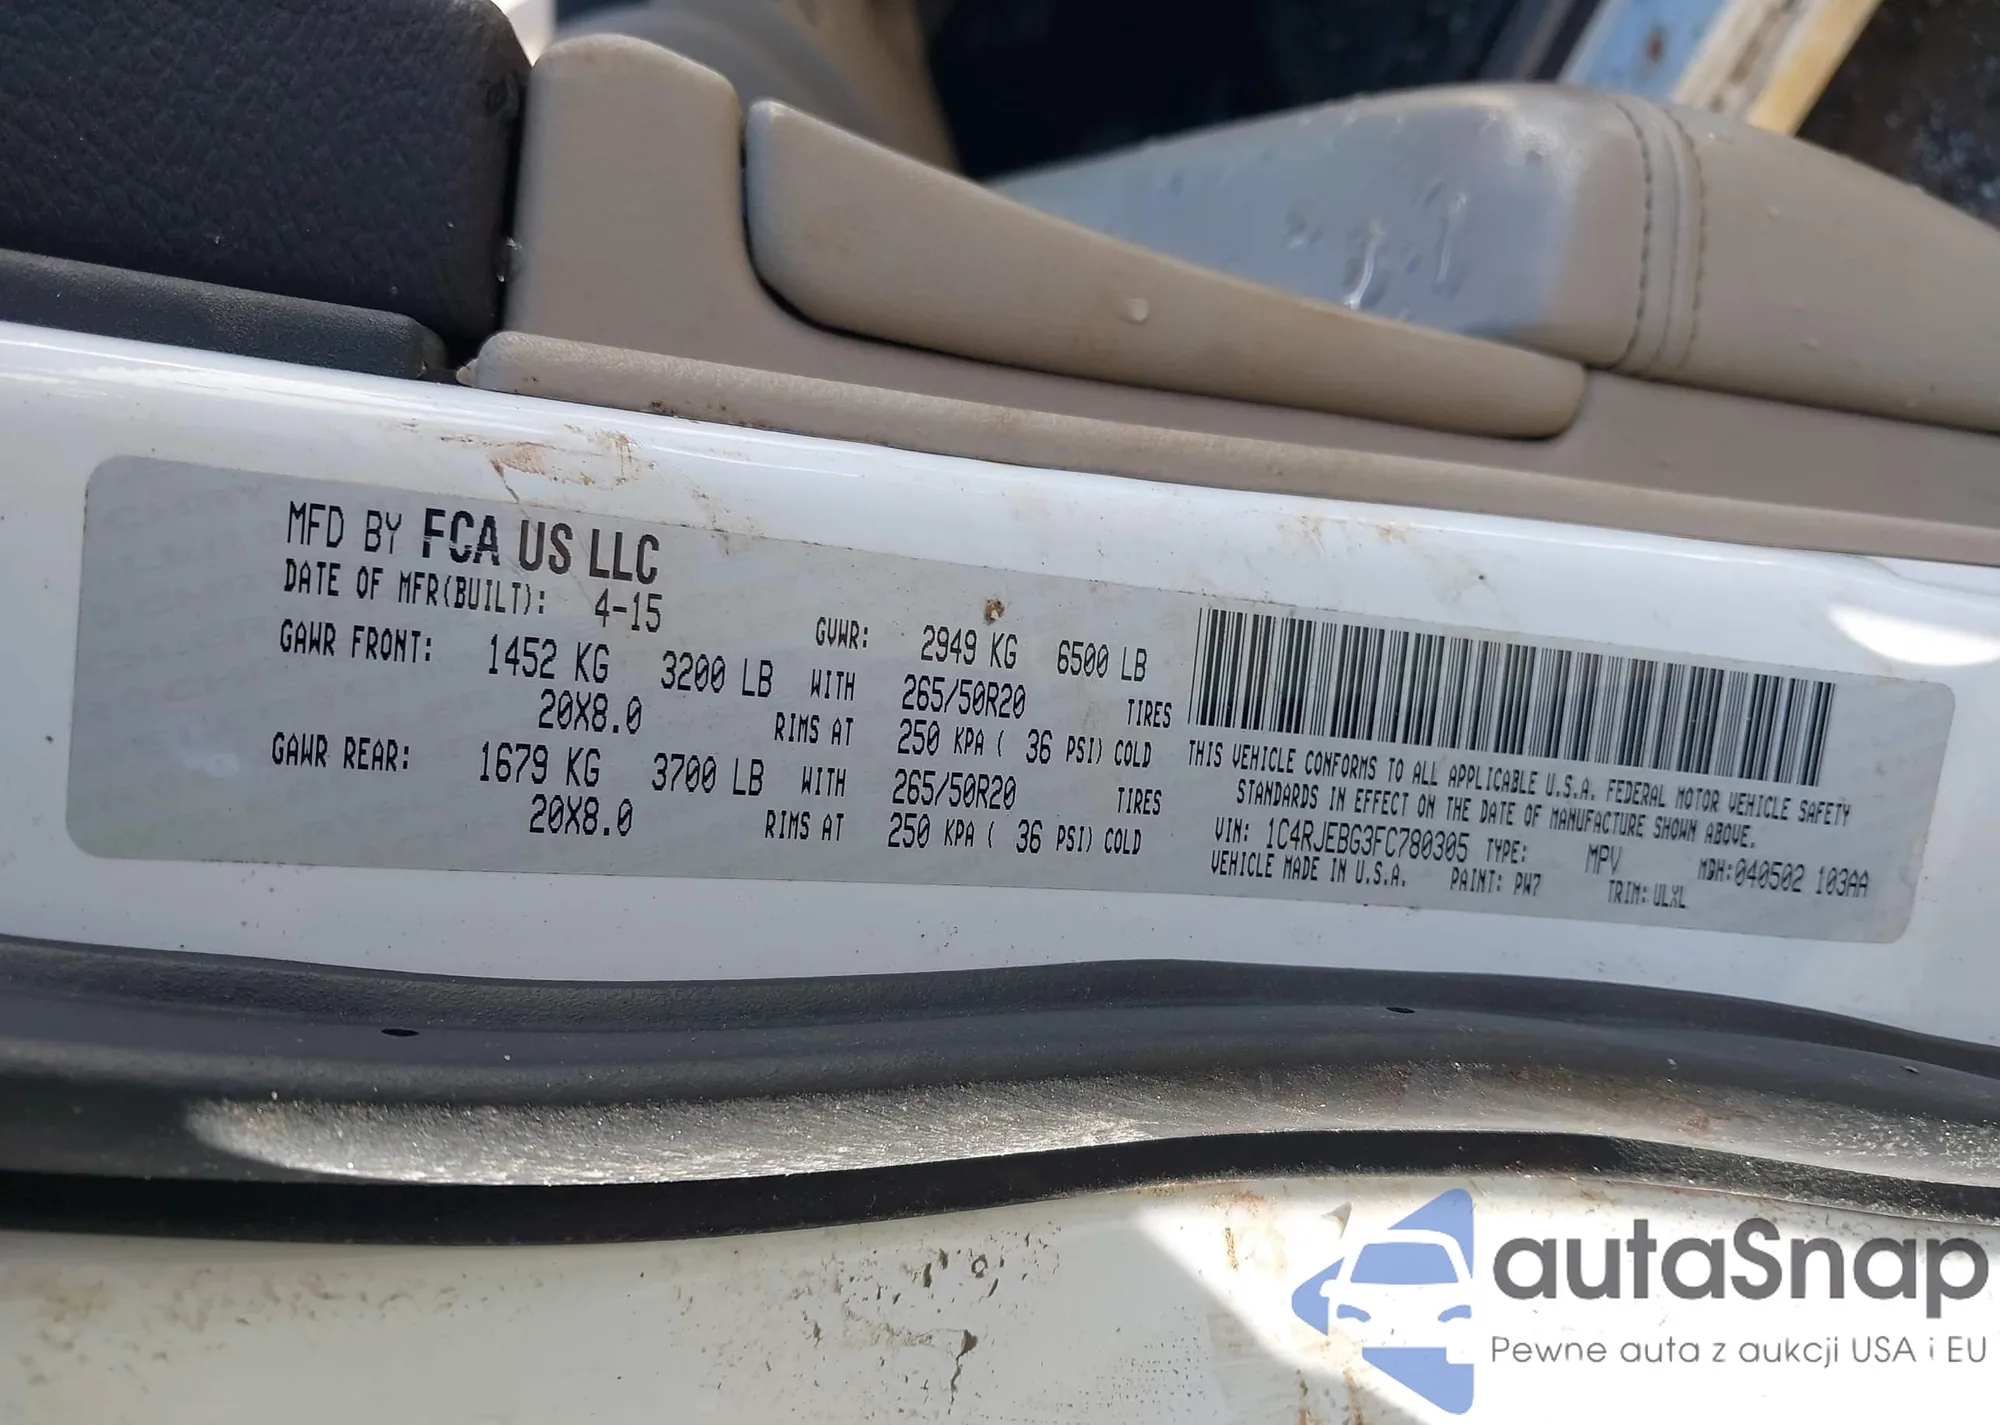 MFD BY FCA US LLC
DATE OF MFR(BUILT): 4-15
GVWR: 2949 KG 6500 LB
GAWR FRONT: 1452 KG 3200 LB WITH 265/50R20 TIRES
20X8.0 RIMS AT 250 KPA ( 36 PSI) COLD
GAWR REAR: 1679 KG 3700 LB WITH 265/50R20 TIRES
20X8.0 RIMS AT 250 KPA ( 36 PSI) COLD
THIS VEHICLE CONFORMS TO ALL APPLICABLE U.S.A. FEDERAL MOTOR VEHICLE SAFETY
STANDARDS IN EFFECT ON THE DATE OF MANUFACTURE SHOWN ABOVE.
VIN: 1C4RJEBG3FC780305 TYPE: MPV MDH:040502 103AA
VEHICLE MADE IN U.S.A. PAINT: PW7 TRIM: ULXL
autaSnap
Pewne auta z aukcji USA i EU